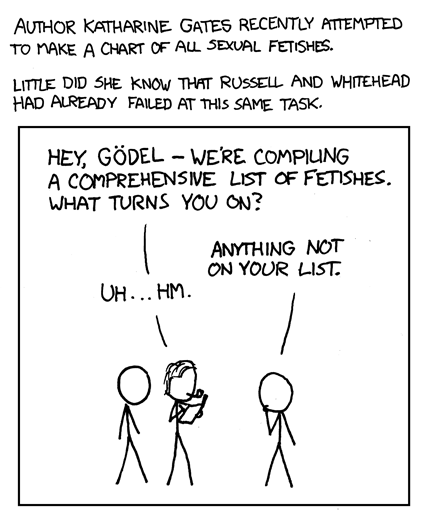 AUTHOR KATHARINE GATES RECENTLY ATTEMPTED
TO MAKE A CHART OF ALL SEXUAL FETISHES.
LITTLE DID SHE KNOW THAT RUSSELL AND WHITEHEAD
HAD ALREADY FAILED AT THIS SAME TASK.
HEY, GÖDEL — WE'RE COMPILING
A COMPREHENSIVE LIST OF FETISHES.
WHAT TURNS YOU ON?
ANYTHING NOT
ON YOUR LIST.
UH...HM.